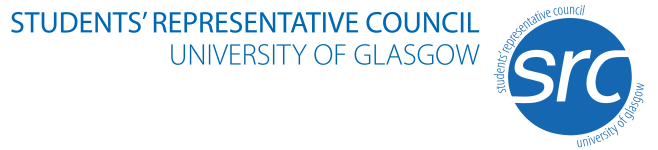 STUDENTS' REPRESENTATIVE COUNCIL
UNIVERSITY OF GLASGOW
students' representative council
src
university of glasgow